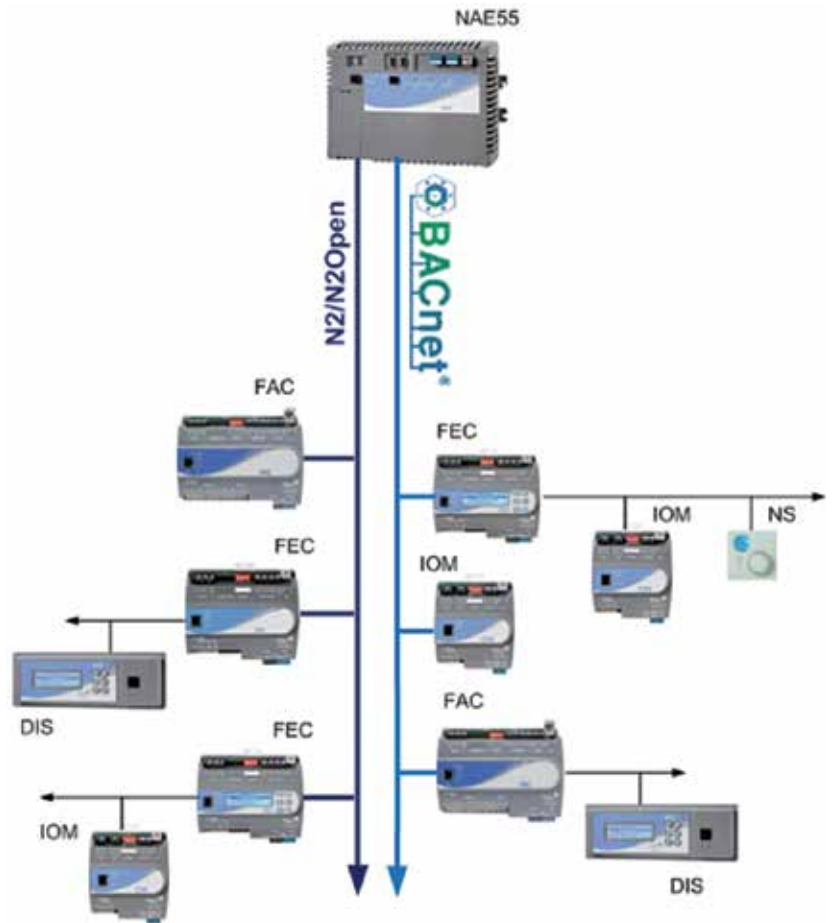 NAE55
N2/N2Open
BACnet®
FAC
FEC
FEC
IOM
NS
IOM
FAC
DIS
FEC
IOM
DIS